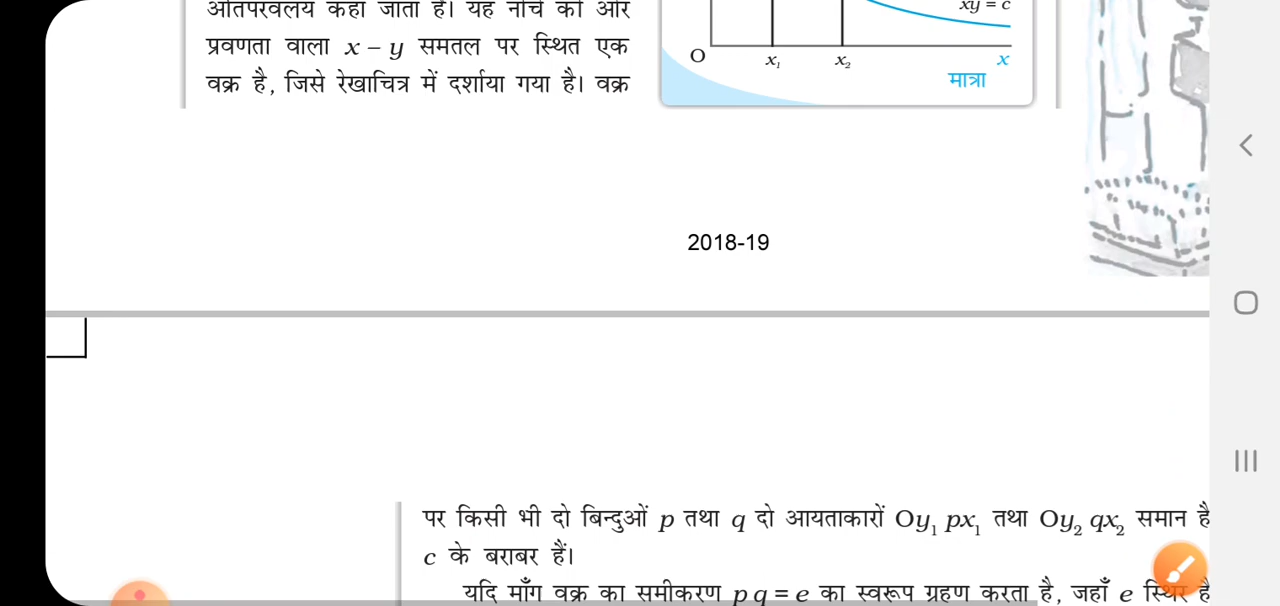 अतिपरवलय कहा जाता है। यह नीचे की ओर
प्रवणता वाला x – y समतल पर स्थित एक
वक्र है, जिसे रेखाचित्र में दर्शाया गया है। वक्र
xy = c
O
x₁
x₂
x
मात्रा
2018-19
पर किसी भी दो बिन्दुओं p तथा q दो आयताकारों Oy₁ px₁ तथा Oy₂ qx₂ समान है
c के बराबर हैं।
यदि माँग वक्र का समीकरण pq = e का स्वरूप ग्रहण करता है, जहाँ e स्थिर है